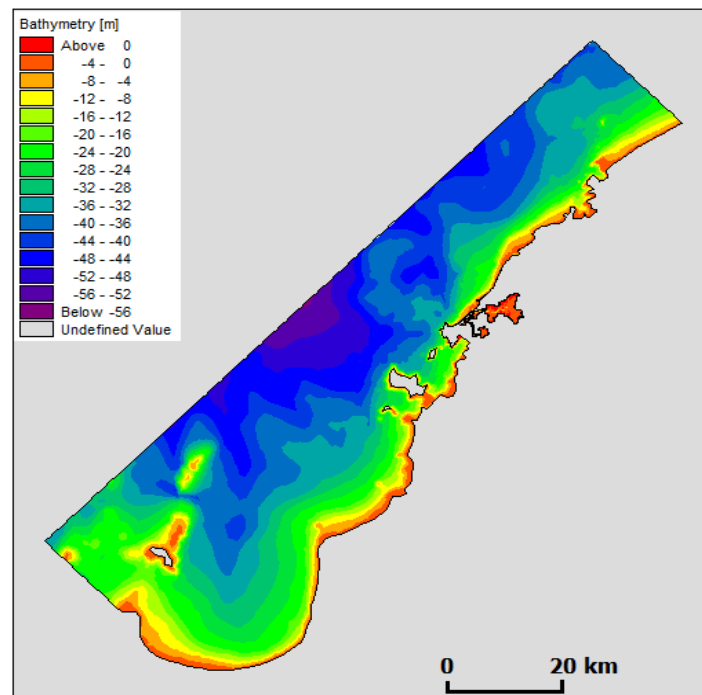 Bathymetry [m]
Above 0
-4 - 0
-8 - -4
-12 - -8
-16 - -12
-20 - -16
-24 - -20
-28 - -24
-32 - -28
-36 - -32
-40 - -36
-44 - -40
-48 - -44
-52 - -48
-56 - -52
Below -56
Undefined Value
0 20 km